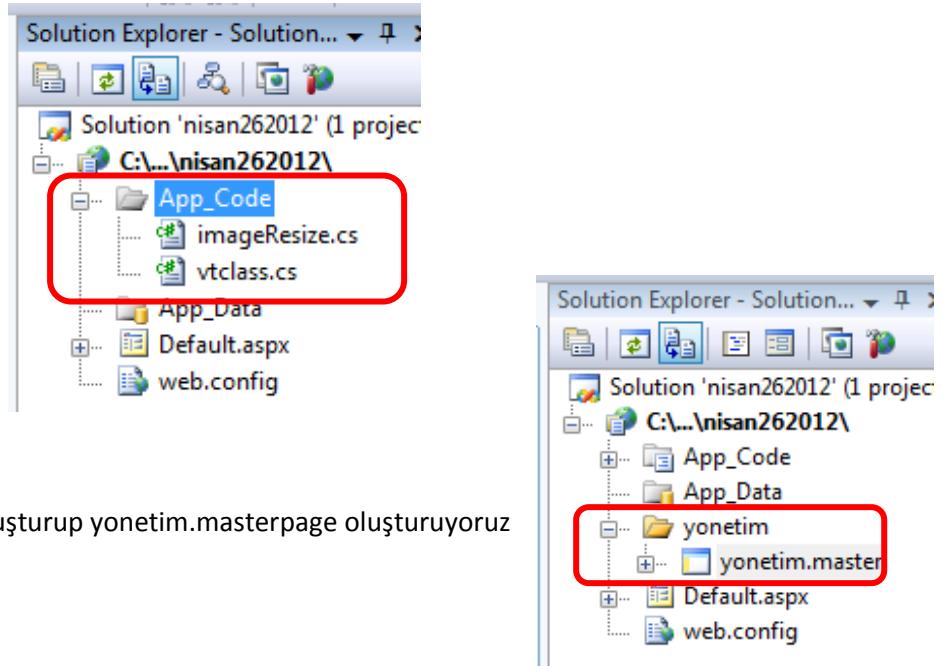 Solution Explorer - Solution...
Solution 'nisan262012' (1 projec
C:\...\nisan262012\
App_Code
imageResize.cs
vtclass.cs
App_Data
Default.aspx
web.config
uşturup yonetim.masterpage oluşturuyoruz
Solution Explorer - Solution...
Solution 'nisan262012' (1 projec
C:\...\nisan262012\
App_Code
App_Data
yonetim
yonetim.master
Default.aspx
web.config